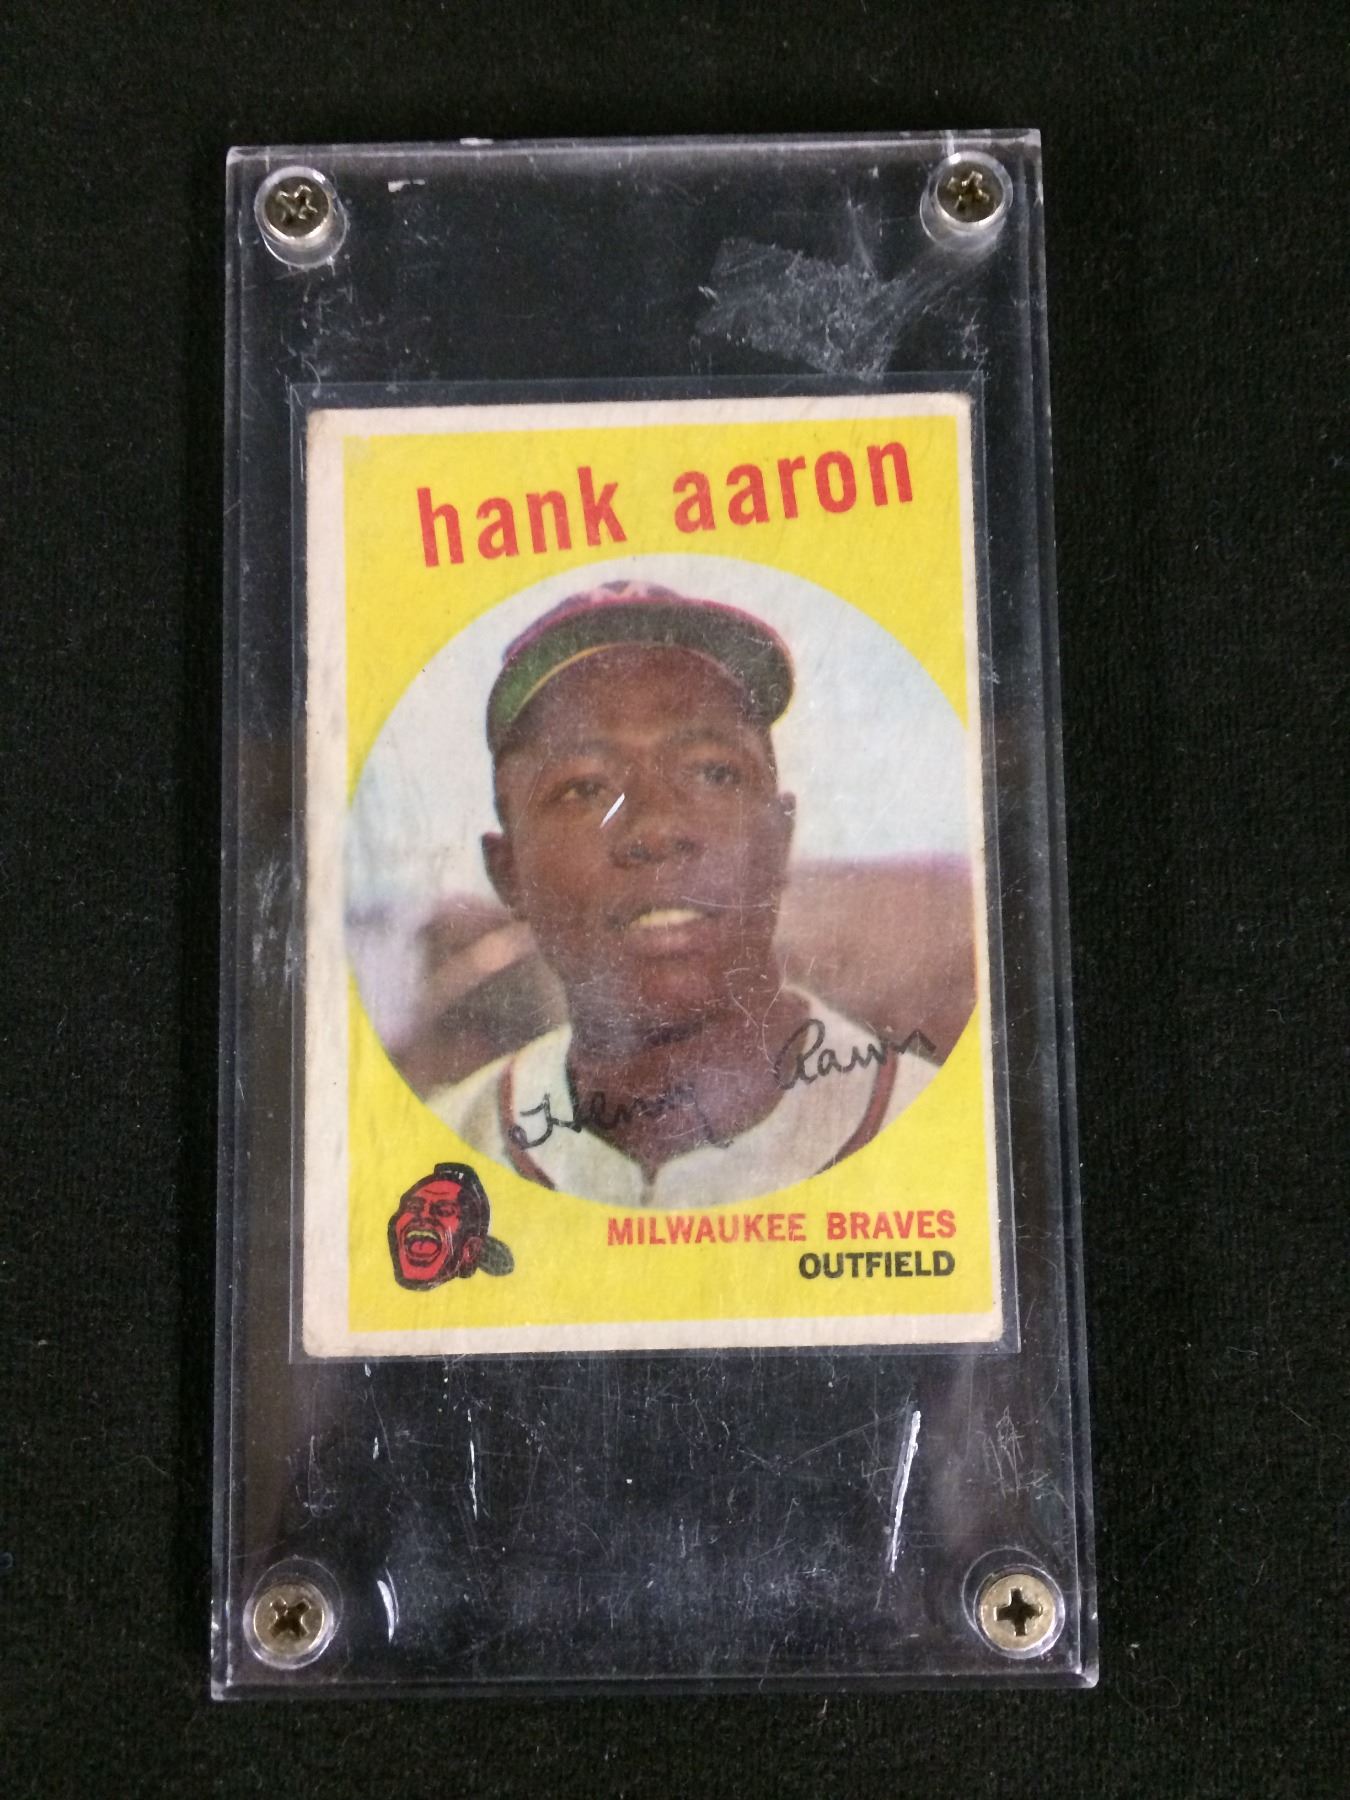 hank aaron
Henry Aaron
MILWAUKEE BRAVES
OUTFIELD